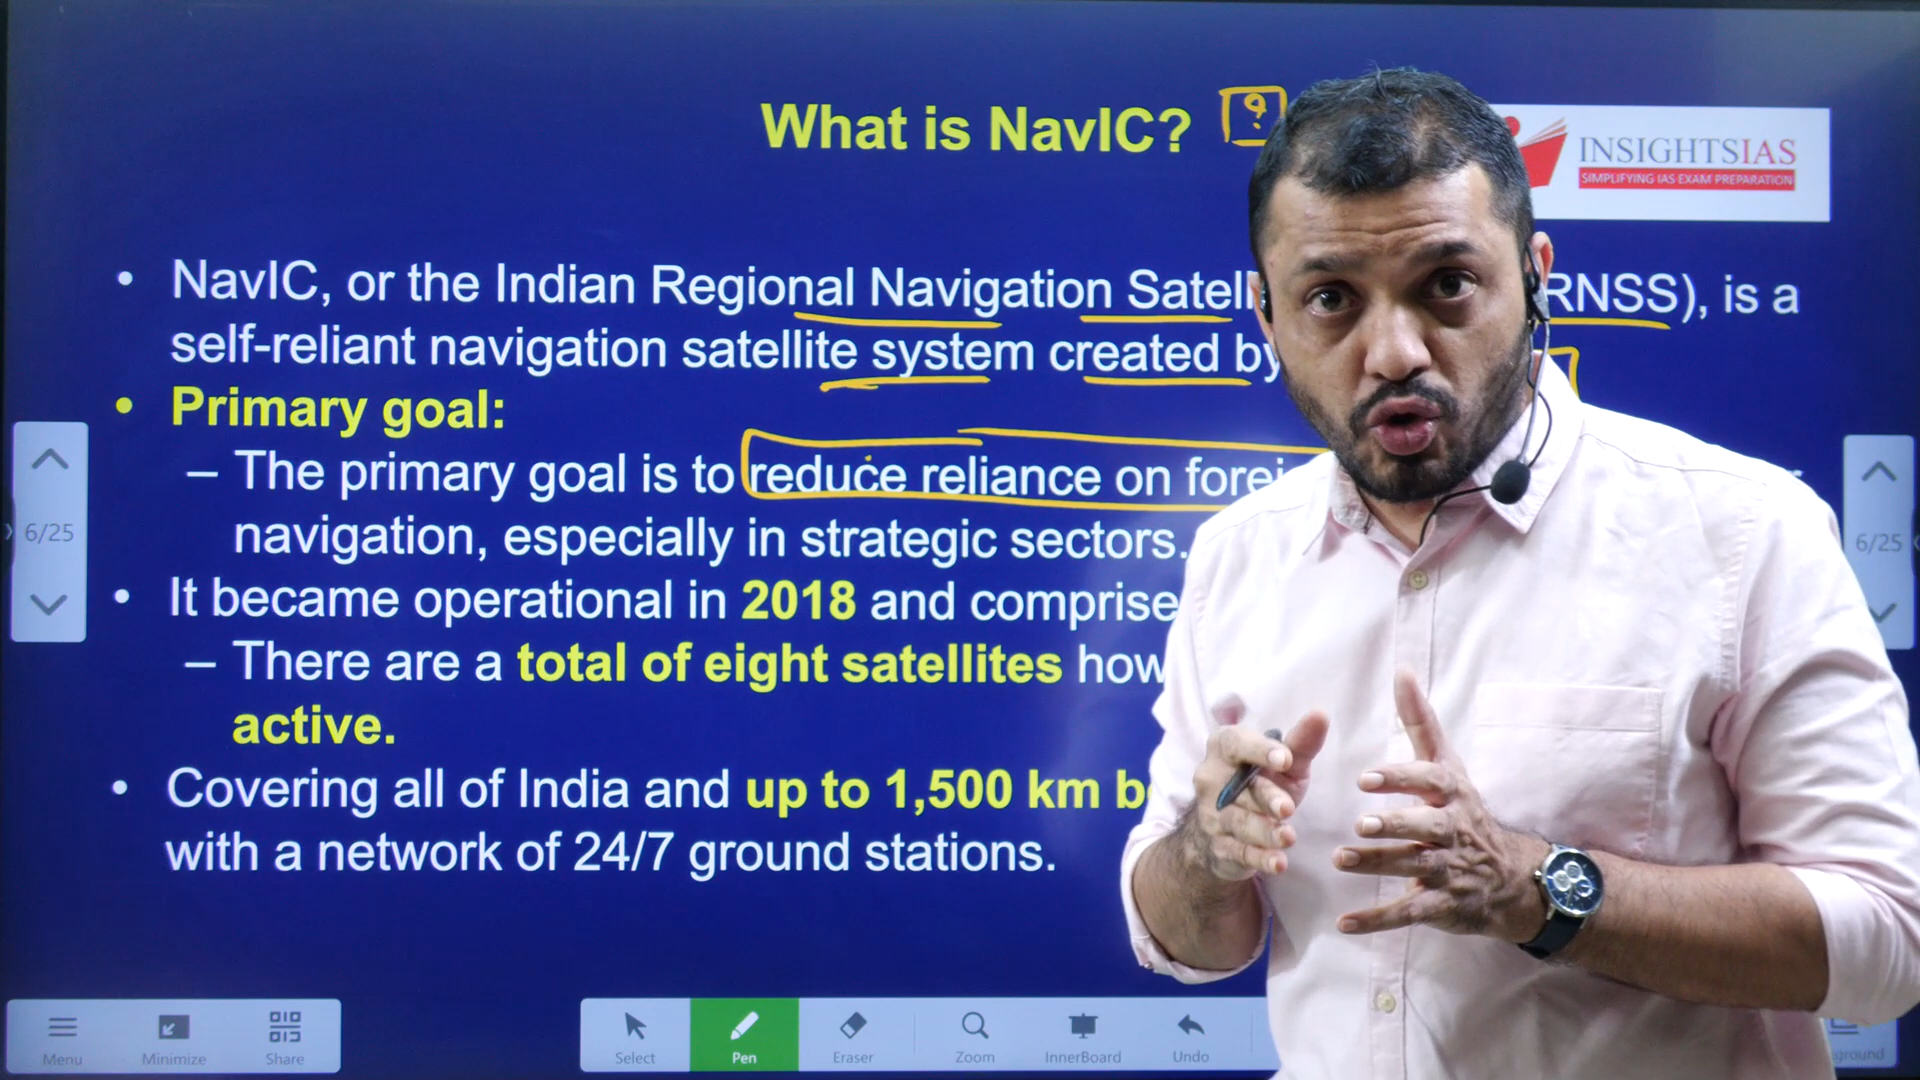 What is NavIC? ?
INSIGHTSIAS
SIMPLIFYING IAS EXAM PREPARATION
• NavIC, or the Indian Regional Navigation Satell RNSS), is a
self-reliant navigation satellite system created by
• Primary goal:
– The primary goal is to reduce reliance on forei
navigation, especially in strategic sectors.
• It became operational in 2018 and comprise
– There are a total of eight satellites how
active.
• Covering all of India and up to 1,500 km b
with a network of 24/7 ground stations.
6/25
6/25
Menu
Minimize
Share
Select
Pen
Eraser
Zoom
InnerBoard
Undo
ground